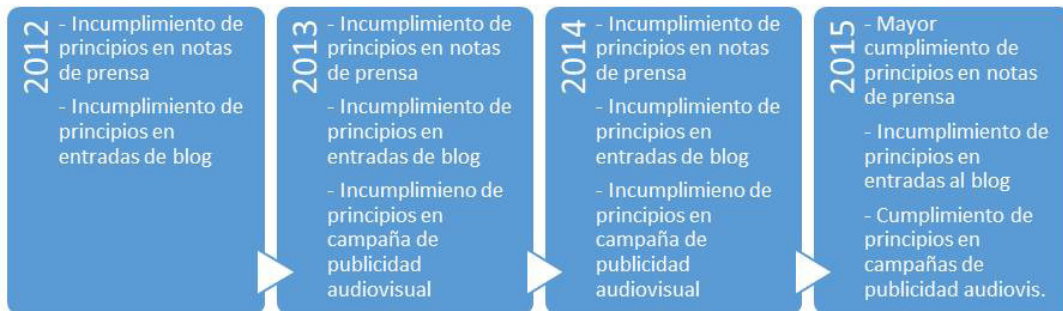 2012
- Incumplimiento de
principios en notas
de prensa
- Incumplimiento de
principios en
entradas de blog
2013
- Incumplimiento de
principios en notas
de prensa
- Incumplimiento de
principios en
entradas de blog
- Incumplimieno de
principios en
campaña de
publicidad
audiovisual
2014
- Incumplimiento de
principios en notas
de prensa
- Incumplimiento de
principios en
entradas de blog
- Incumplimieno de
principios en
campaña de
publicidad
audiovisual
2015
- Mayor
cumplimiento de
principios en notas
de prensa
- Incumplimiento de
principios en
entradas al blog
- Cumplimiento de
principios en
campañas de
publicidad audiovis.